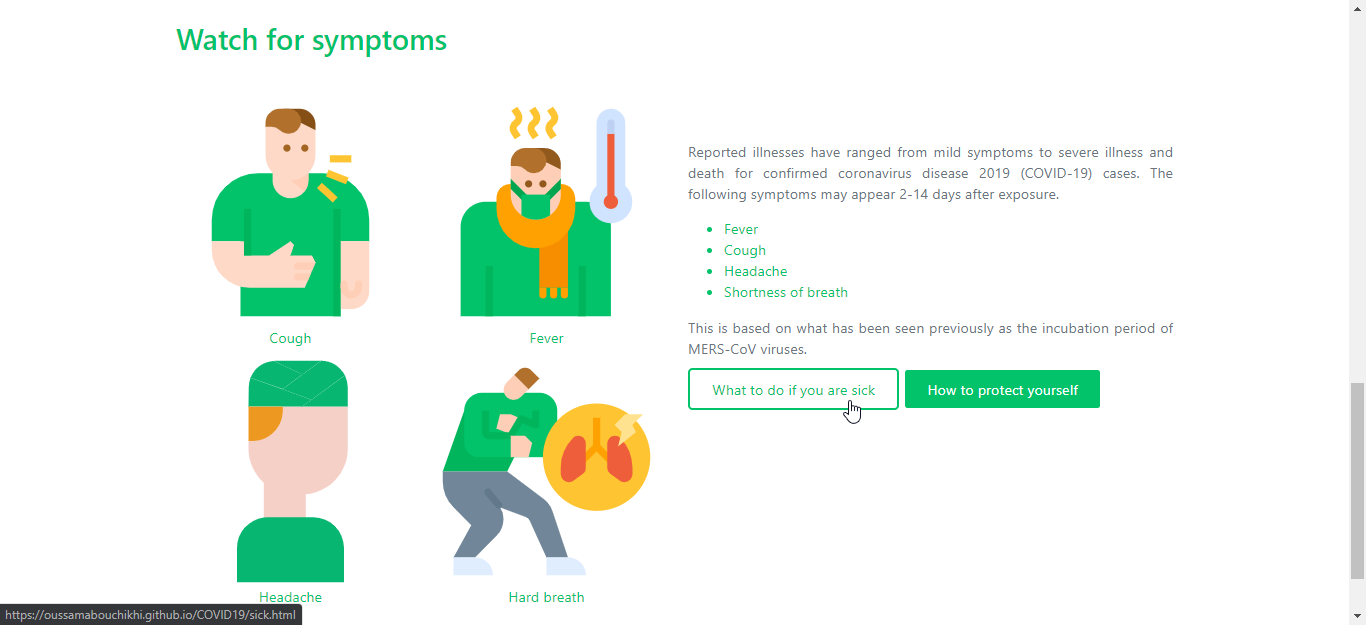 Watch for symptoms
Cough
Fever
Headache
Hard breath
Reported illnesses have ranged from mild symptoms to severe illness and
death for confirmed coronavirus disease 2019 (COVID-19) cases. The
following symptoms may appear 2-14 days after exposure.
Fever
Cough
Headache
Shortness of breath
This is based on what has been seen previously as the incubation period of
MERS-CoV viruses.
What to do if you are sick
How to protect yourself
https://oussamabouchikhi.github.io/COVID19/sick.html